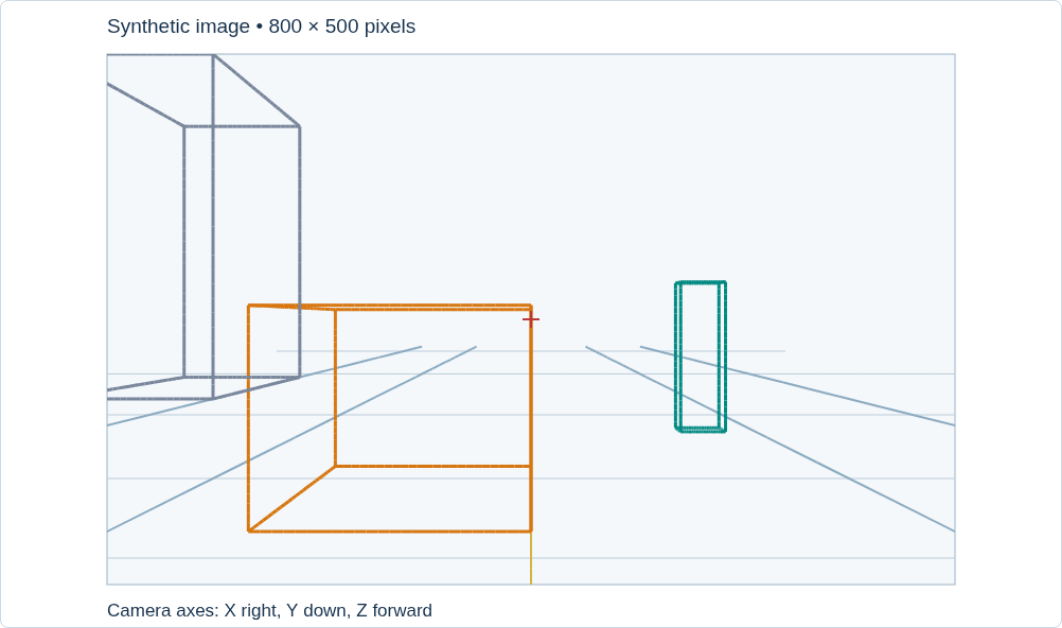 Synthetic image • 800 × 500 pixels
Camera axes: X right, Y down, Z forward